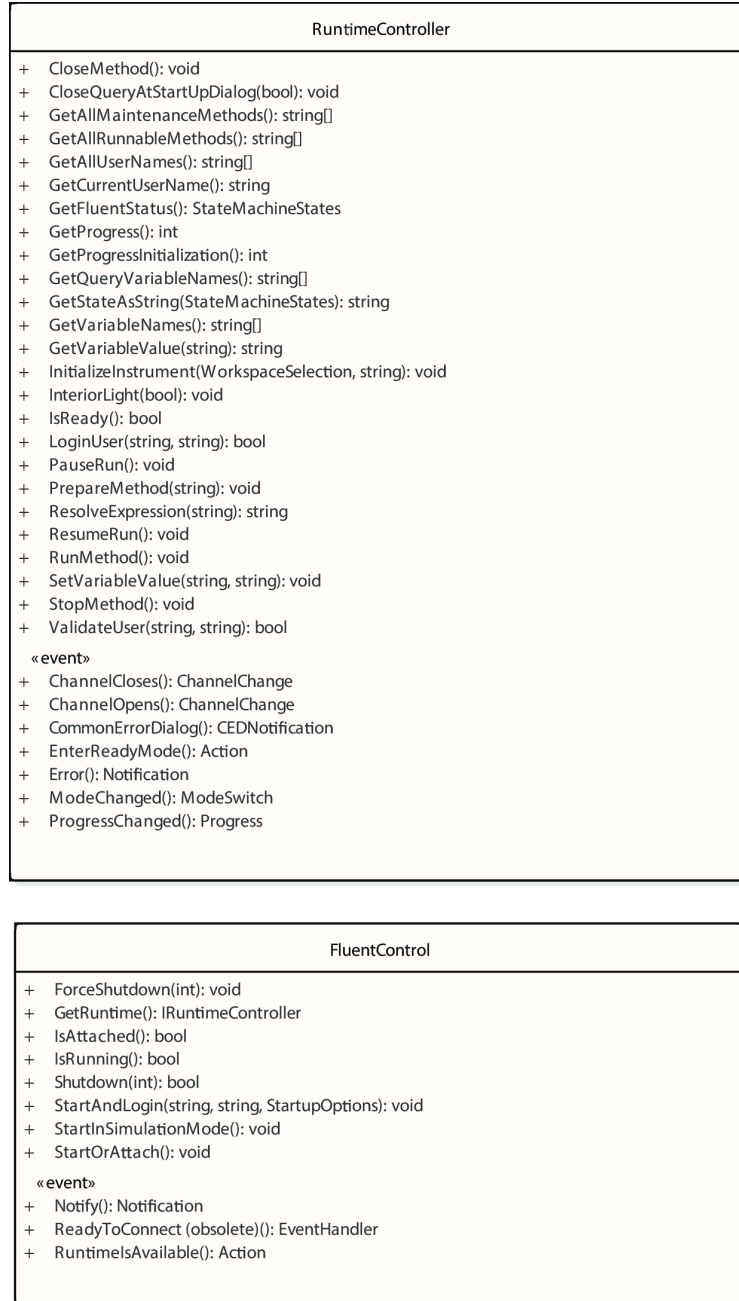 RuntimeController
+ CloseMethod(): void
+ CloseQueryAtStartUpDialog(bool): void
+ GetAllMaintenanceMethods(): string[]
+ GetAllRunnableMethods(): string[]
+ GetAllUserNames(): string[]
+ GetCurrentUserName(): string
+ GetFluentStatus(): StateMachineStates
+ GetProgress(): int
+ GetProgressInitialization(): int
+ GetQueryVariableNames(): string[]
+ GetStateAsString(StateMachineStates): string
+ GetVariableNames(): string[]
+ GetVariableValue(string): string
+ InitializeInstrument(WorkspaceSelection, string): void
+ InteriorLight(bool): void
+ IsReady(): bool
+ LoginUser(string, string): bool
+ PauseRun(): void
+ PrepareMethod(string): void
+ ResolveExpression(string): string
+ ResumeRun(): void
+ RunMethod(): void
+ SetVariableValue(string, string): void
+ StopMethod(): void
+ ValidateUser(string, string): bool
«event»
+ ChannelCloses(): ChannelChange
+ ChannelOpens(): ChannelChange
+ CommonErrorDialog(): CEDNotification
+ EnterReadyMode(): Action
+ Error(): Notification
+ ModeChanged(): ModeSwitch
+ ProgressChanged(): Progress
FluentControl
+ ForceShutdown(int): void
+ GetRuntime(): IRuntimeController
+ IsAttached(): bool
+ IsRunning(): bool
+ Shutdown(int): bool
+ StartAndLogin(string, string, StartupOptions): void
+ StartInSimulationMode(): void
+ StartOrAttach(): void
«event»
+ Notify(): Notification
+ ReadyToConnect (obsolete)(): EventHandler
+ RuntimeIsAvailable(): Action